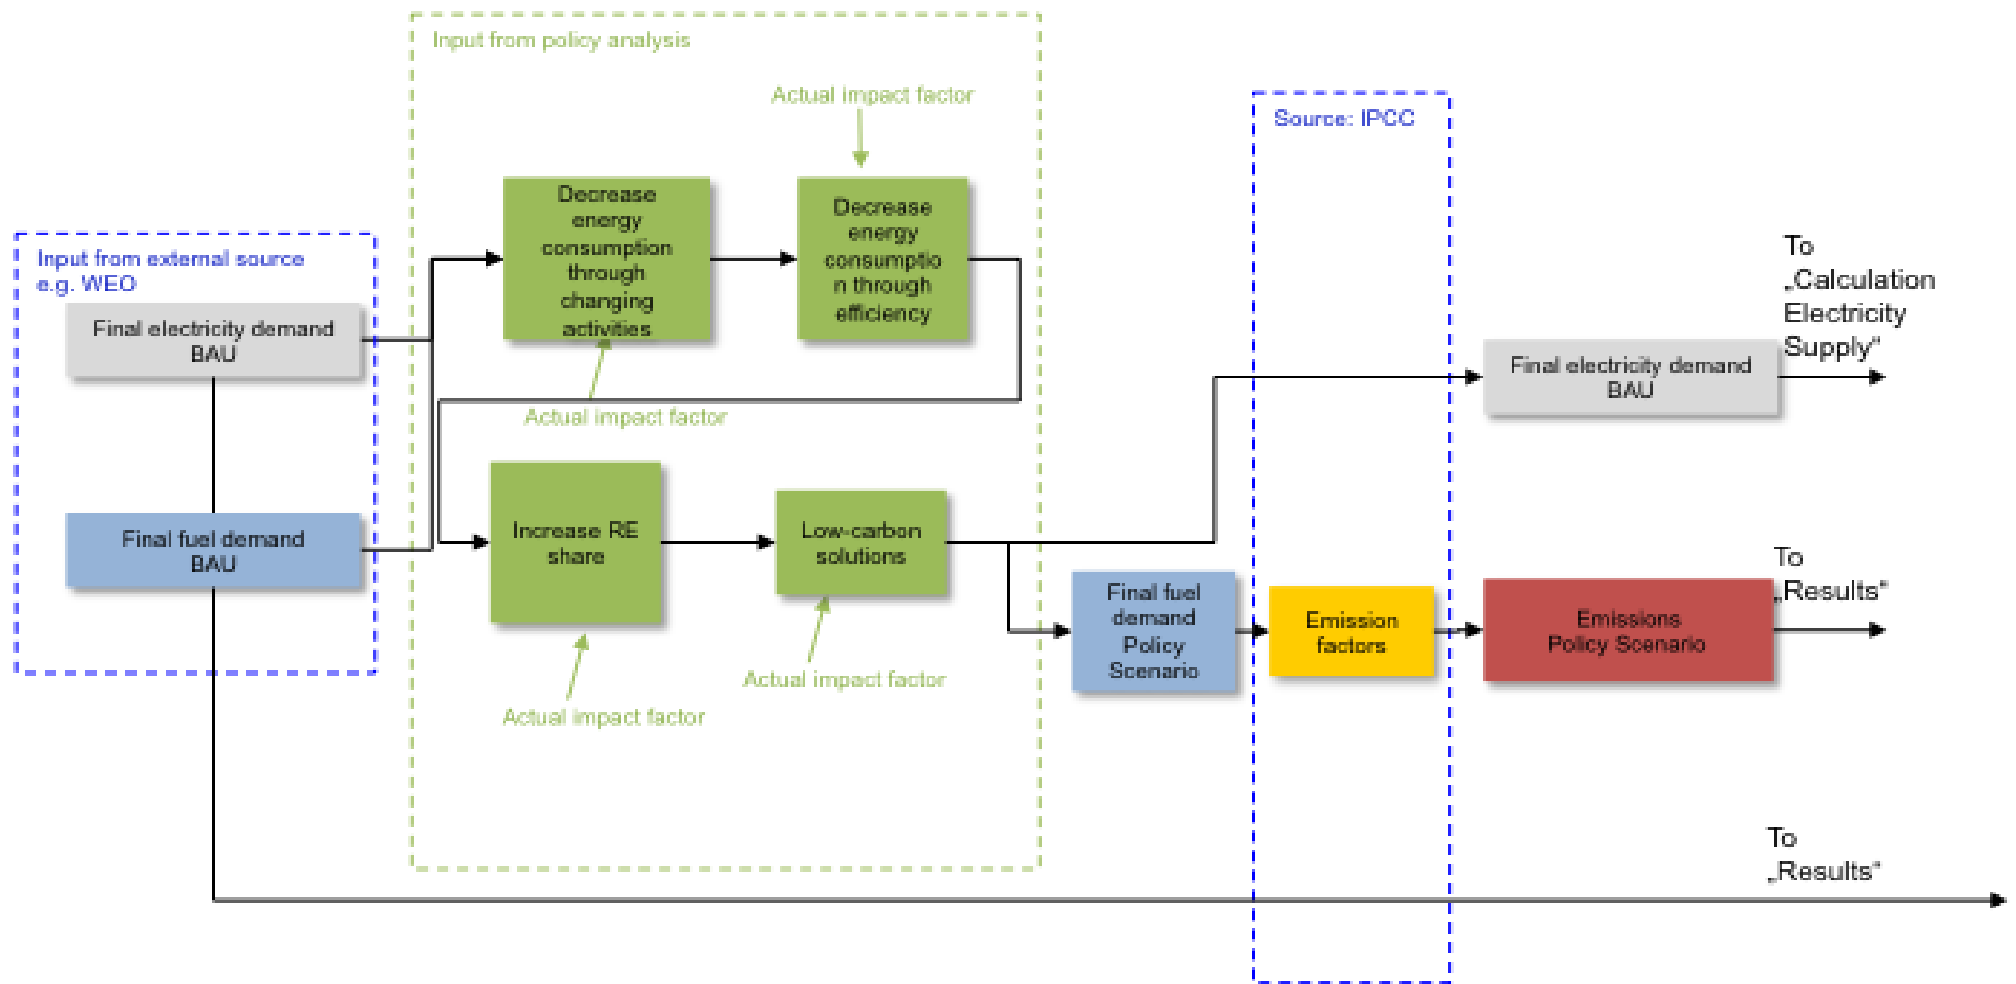 Input from policy analysis
Actual impact factor
Source: IPCC
Decrease
energy
consumption
through
changing
activities
Decrease
energy
consumptio
n through
efficiency
Input from external source
e.g. WEO
Final electricity demand
BAU
To
„Calculation
Electricity
Supply“
Final electricity demand
BAU
Actual impact factor
Final fuel demand
BAU
Increase RE
share
Low-carbon
solutions
To
„Results“
Final fuel
demand
Policy
Scenario
Emission
factors
Emissions
Policy Scenario
Actual impact factor
Actual impact factor
To
„Results“